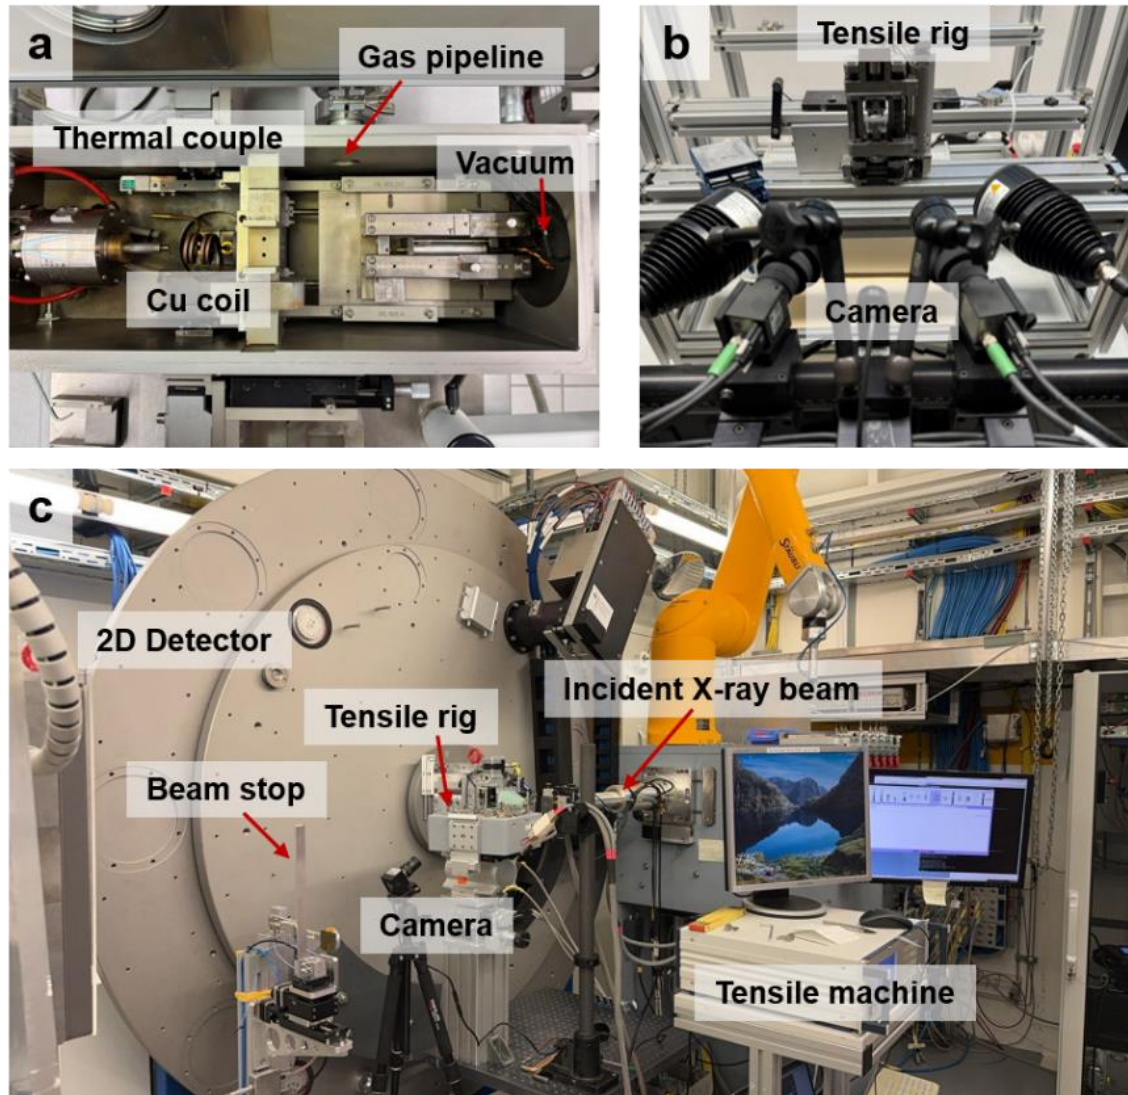 a
Gas pipeline
Thermal couple
Vacuum
Cu coil
b
Tensile rig
Camera
c
STÄUBLI
2D Detector
Incident X-ray beam
Tensile rig
Beam stop
Camera
Tensile machine